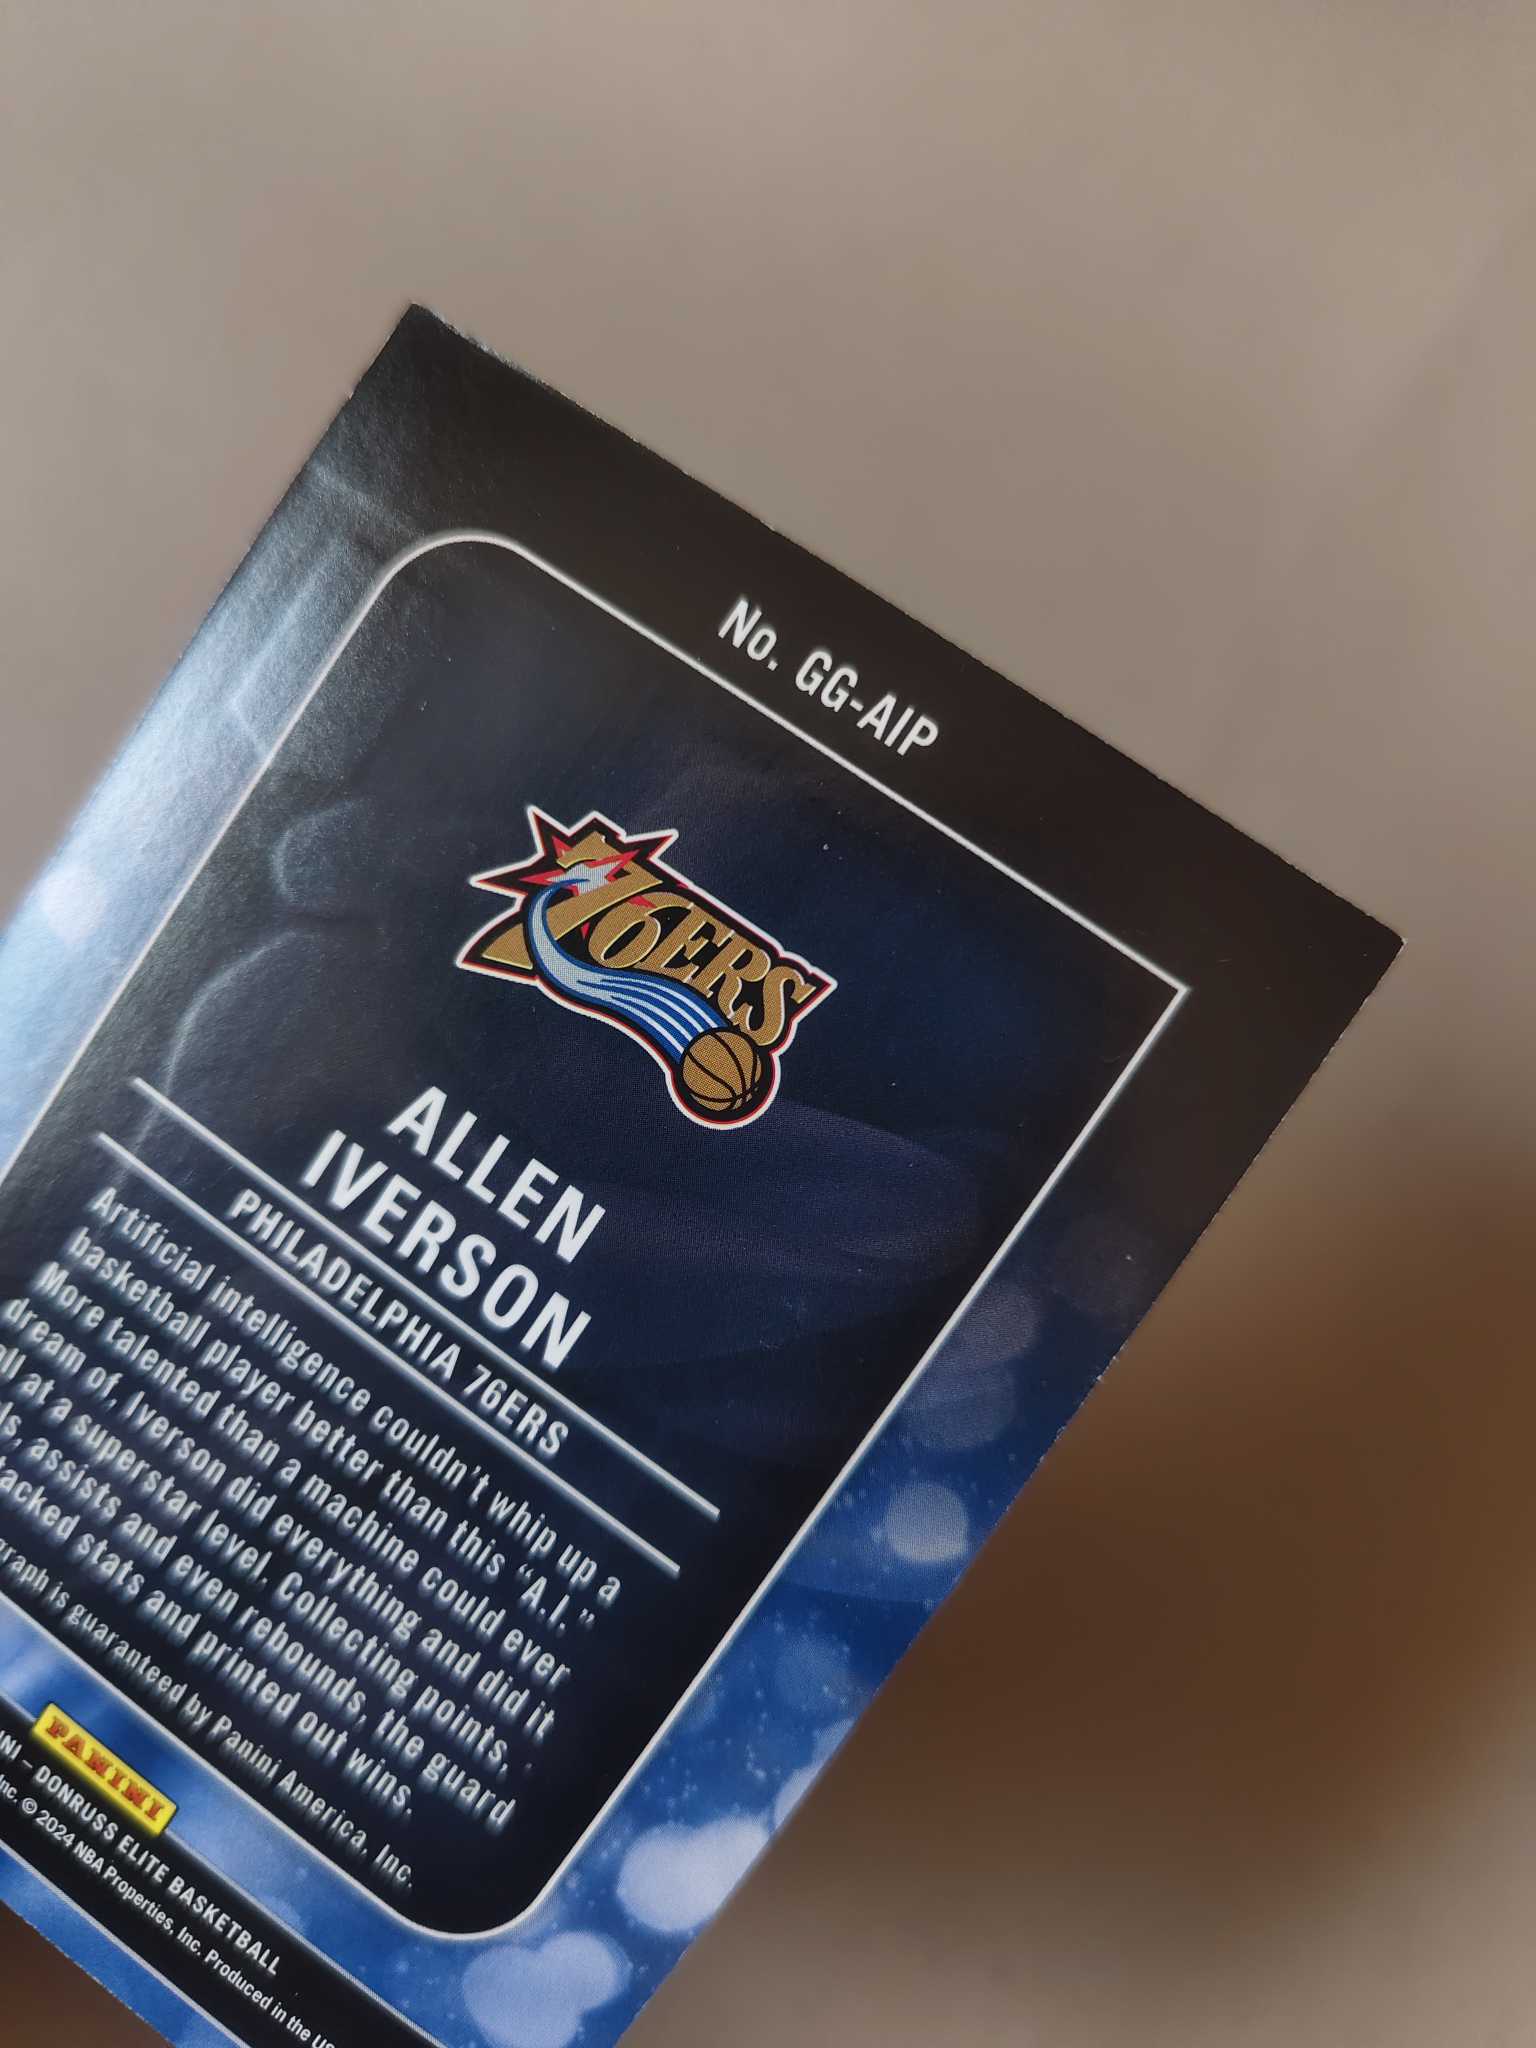 No. GG-AIP
76ERS
ALLEN
IVERSON
PHILADELPHIA 76ERS
Artificial intelligence couldn't whip up a
basketball player better than this “A.I.”
More talented than a machine could ever
dream of, Iverson did everything and did it
at a superstar level. Collecting points,
assists and even rebounds, the guard
stats and printed out wins.
is guaranteed by Panini America, Inc.
PANINI
– DONRUSS ELITE BASKETBALL
Inc. © 2024 NBA Properties, Inc. Produced in the